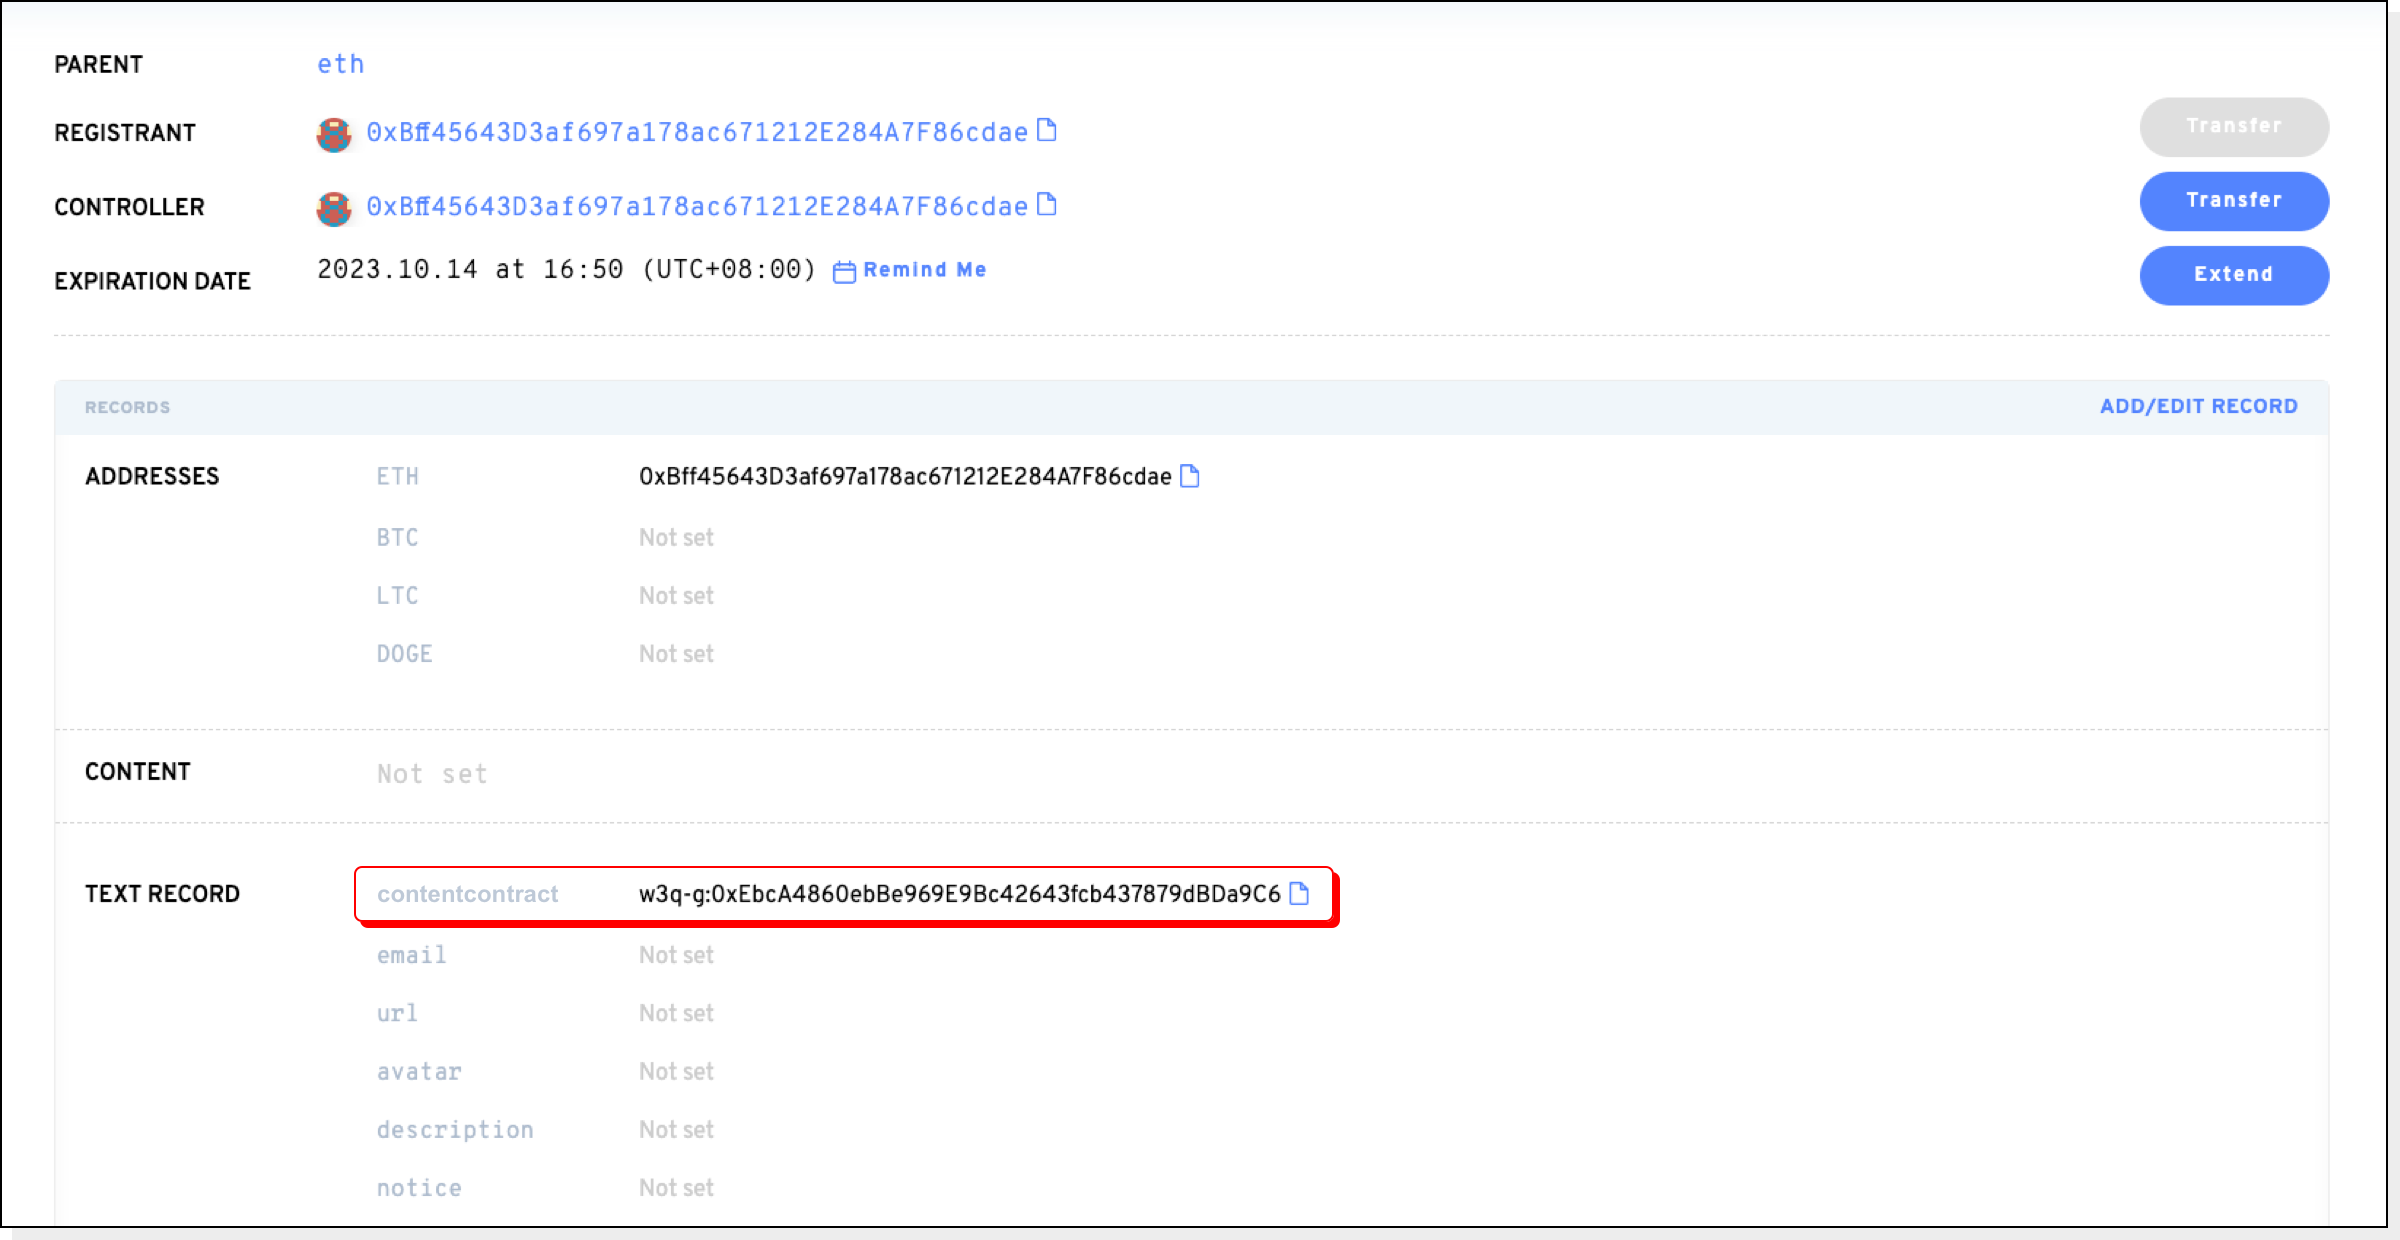 PARENT eth
REGISTRANT 0xBff45643D3af697a178ac671212E284A7F86cdae Transfer
CONTROLLER 0xBff45643D3af697a178ac671212E284A7F86cdae Transfer
EXPIRATION DATE 2023.10.14 at 16:50 (UTC+08:00) Remind Me Extend
RECORDS ADD/EDIT RECORD
ADDRESSES ETH 0xBff45643D3af697a178ac671212E284A7F86cdae
BTC Not set
LTC Not set
DOGE Not set
CONTENT Not set
TEXT RECORD contentcontract w3q-g:0xEbcA4860ebBe969E9Bc42643fcb437879dBDa9C6
email Not set
url Not set
avatar Not set
description Not set
notice Not set